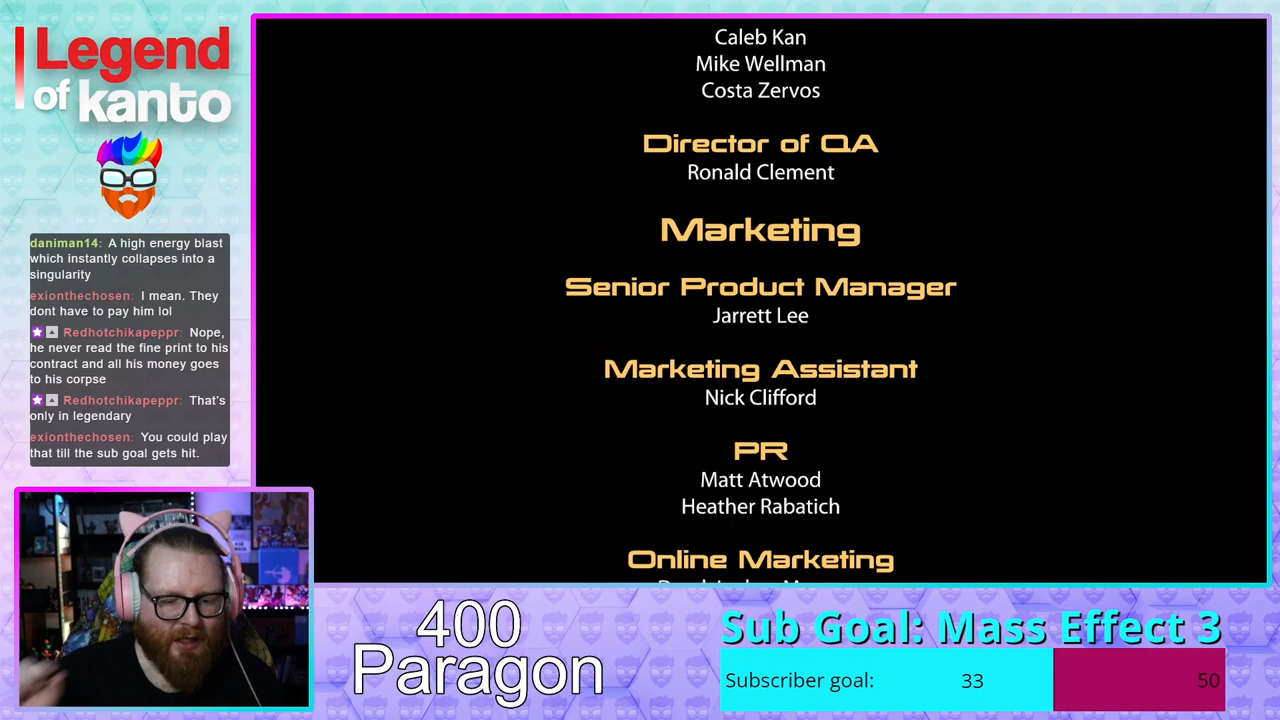 Legend
of kanto
daniman14: A high energy blast
which instantly collapses into a
singularity
exionthechosen: I mean. They
dont have to pay him lol
Redhotchikapeppr: Nope,
he never read the fine print to his
contract and all his money goes
to his corpse
Redhotchikapeppr: That's
only in legendary
exionthechosen: You could play
that till the sub goal gets hit.
Caleb Kan
Mike Wellman
Costa Zervos
Director of QA
Ronald Clement
Marketing
Senior Product Manager
Jarrett Lee
Marketing Assistant
Nick Clifford
PR
Matt Atwood
Heather Rabatich
Online Marketing
400
Paragon
Sub Goal: Mass Effect 3
Subscriber goal: 33 50